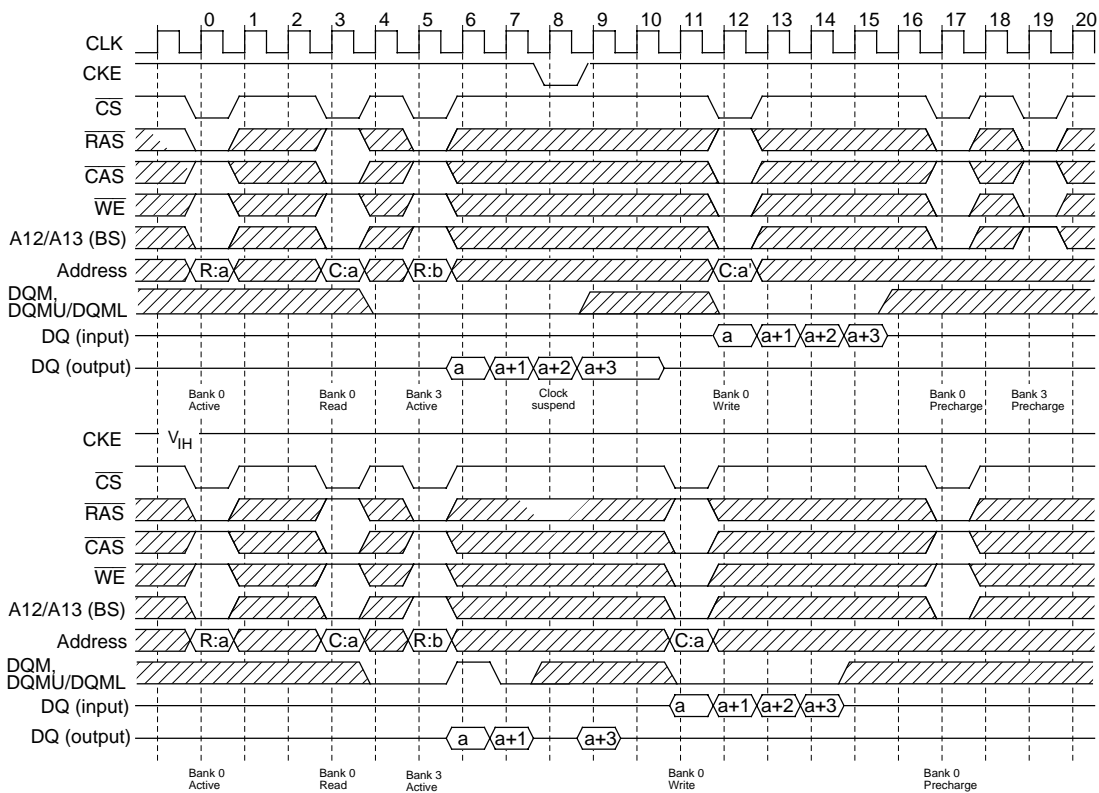 0 1 2 3 4 5 6 7 8 9 10 11 12 13 14 15 16 17 18 19 20
CLK
CKE
CS
RAS
CAS
WE
A12/A13 (BS)
Address R:a C:a R:b C:a'
DQM,
DQMU/DQML
DQ (input) a a+1 a+2 a+3
DQ (output) a a+1 a+2 a+3
Bank 0 Active
Bank 0 Read
Bank 3 Active
Clock suspend
Bank 0 Write
Bank 0 Precharge
Bank 3 Precharge
CKE VIH
CS
RAS
CAS
WE
A12/A13 (BS)
Address R:a C:a R:b C:a
DQM,
DQMU/DQML
DQ (input) a a+1 a+2 a+3
DQ (output) a a+1 a+3
Bank 0 Active
Bank 0 Read
Bank 3 Active
Bank 0 Write
Bank 0 Precharge